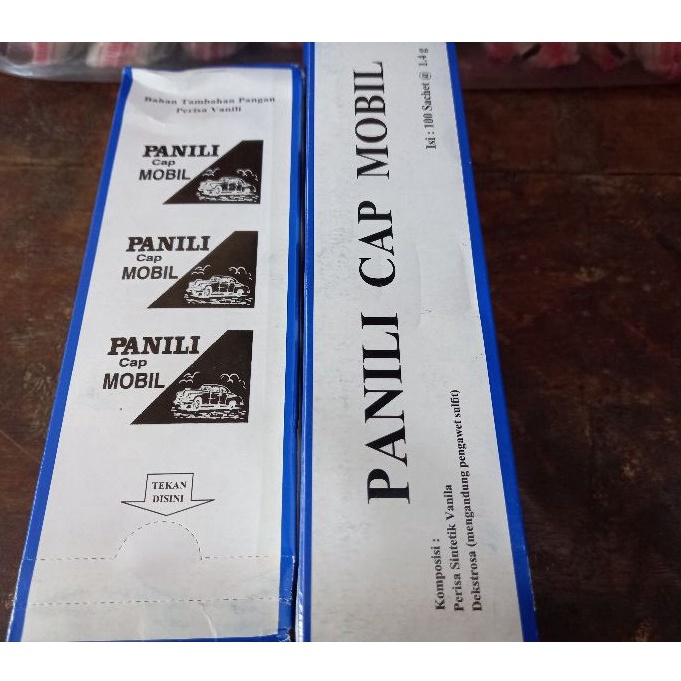 Bahan Tambahan Pangan
Perisa Vanili
PANILI
Cap
MOBIL
PANILI
Cap
MOBIL
PANILI
Cap
MOBIL
TEKAN
DISINI
PANILI CAP MOBIL
Isi : 100 Sachet @ 1.4 g
Komposisi :
Perisa Sintetik Vanila
Dekstrosa (mengandung pengawet sulfit)